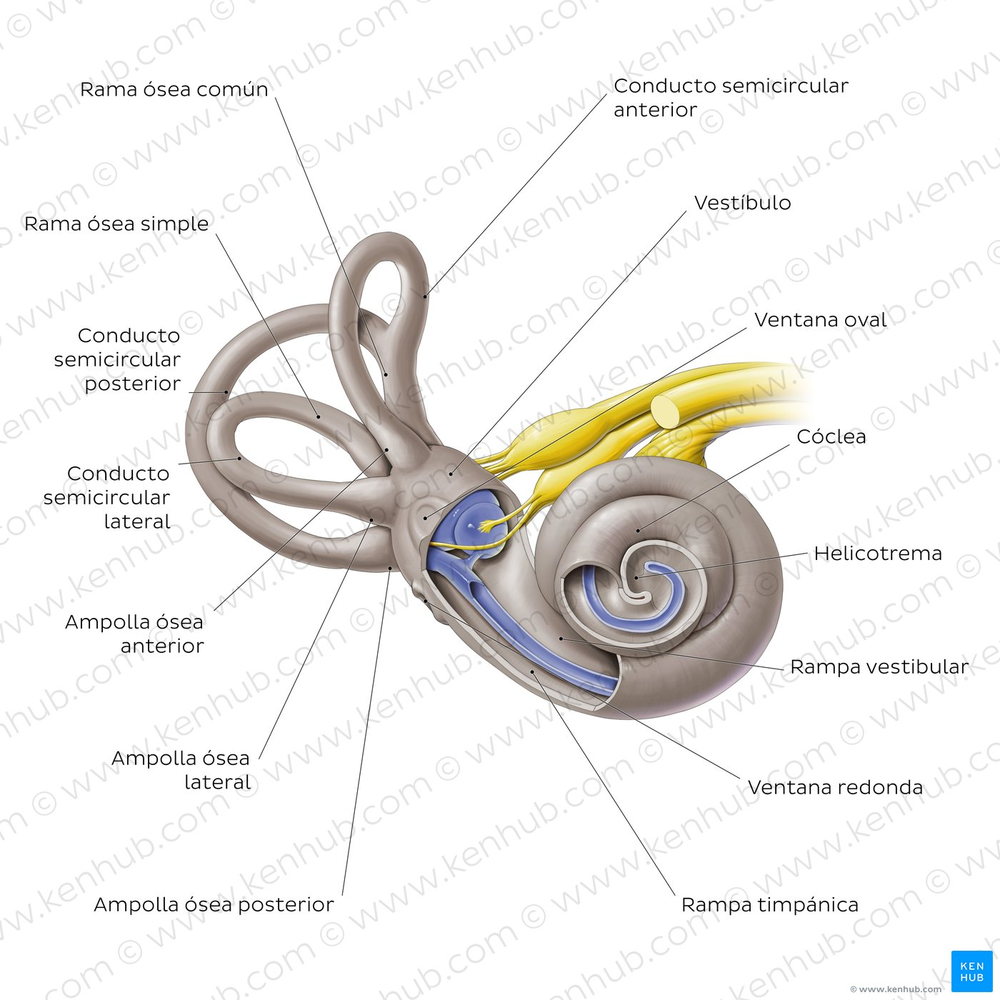 Rama ósea común
Conducto semicircular
anterior
Vestíbulo
Rama ósea simple
Ventana oval
Conducto
semicircular
posterior
Cóclea
Conducto
semicircular
lateral
Helicotrema
Ampolla ósea
anterior
Rampa vestibular
Ampolla ósea
lateral
Ventana redonda
Ampolla ósea posterior
Rampa timpánica
KEN
HUB
© www.kenhub.com